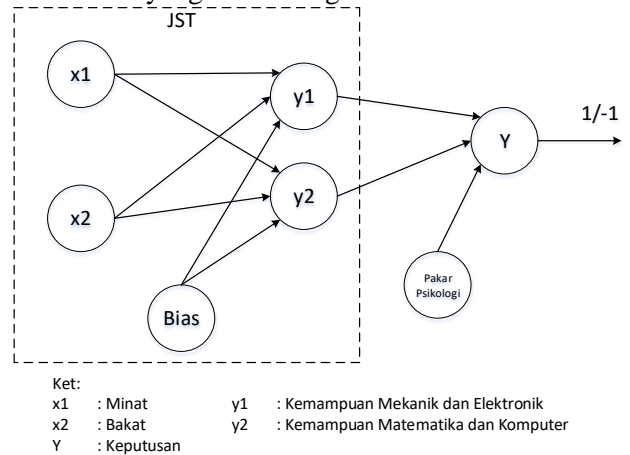 JST
x1
y1
1/-1
Y
y2
x2
Pakar
Psikologi
Bias
Ket:
x1 : Minat y1 : Kemampuan Mekanik dan Elektronik
x2 : Bakat y2 : Kemampuan Matematika dan Komputer
Y : Keputusan